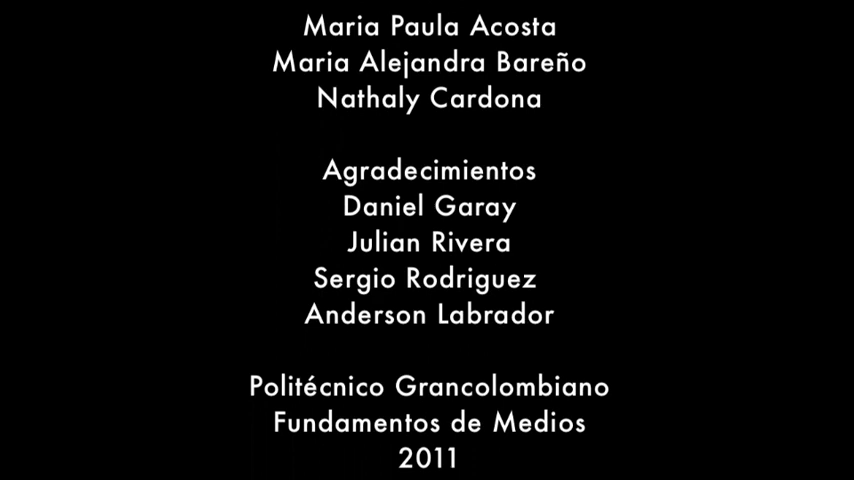 Maria Paula Acosta
Maria Alejandra Bareño
Nathaly Cardona
Agradecimientos
Daniel Garay
Julian Rivera
Sergio Rodriguez
Anderson Labrador
Politécnico Grancolombiano
Fundamentos de Medios
2011